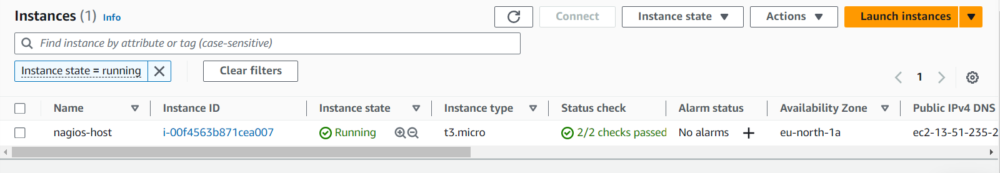 Instances (1) Info
Connect
Instance state
Actions
Launch instances
Find instance by attribute or tag (case-sensitive)
Instance state = running
Clear filters
1
Name Instance ID Instance state Instance type Status check Alarm status Availability Zone Public IPv4 DNS
nagios-host i-00f4563b871cea007 Running t3.micro 2/2 checks passed No alarms eu-north-1a ec2-13-51-235-2